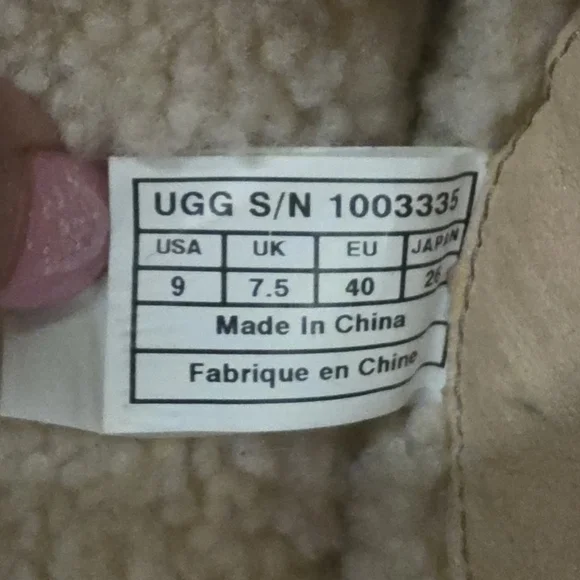 UGG S/N 1003335
USA UK EU JAPAN
9 7.5 40 26
Made In China
Fabrique en Chine